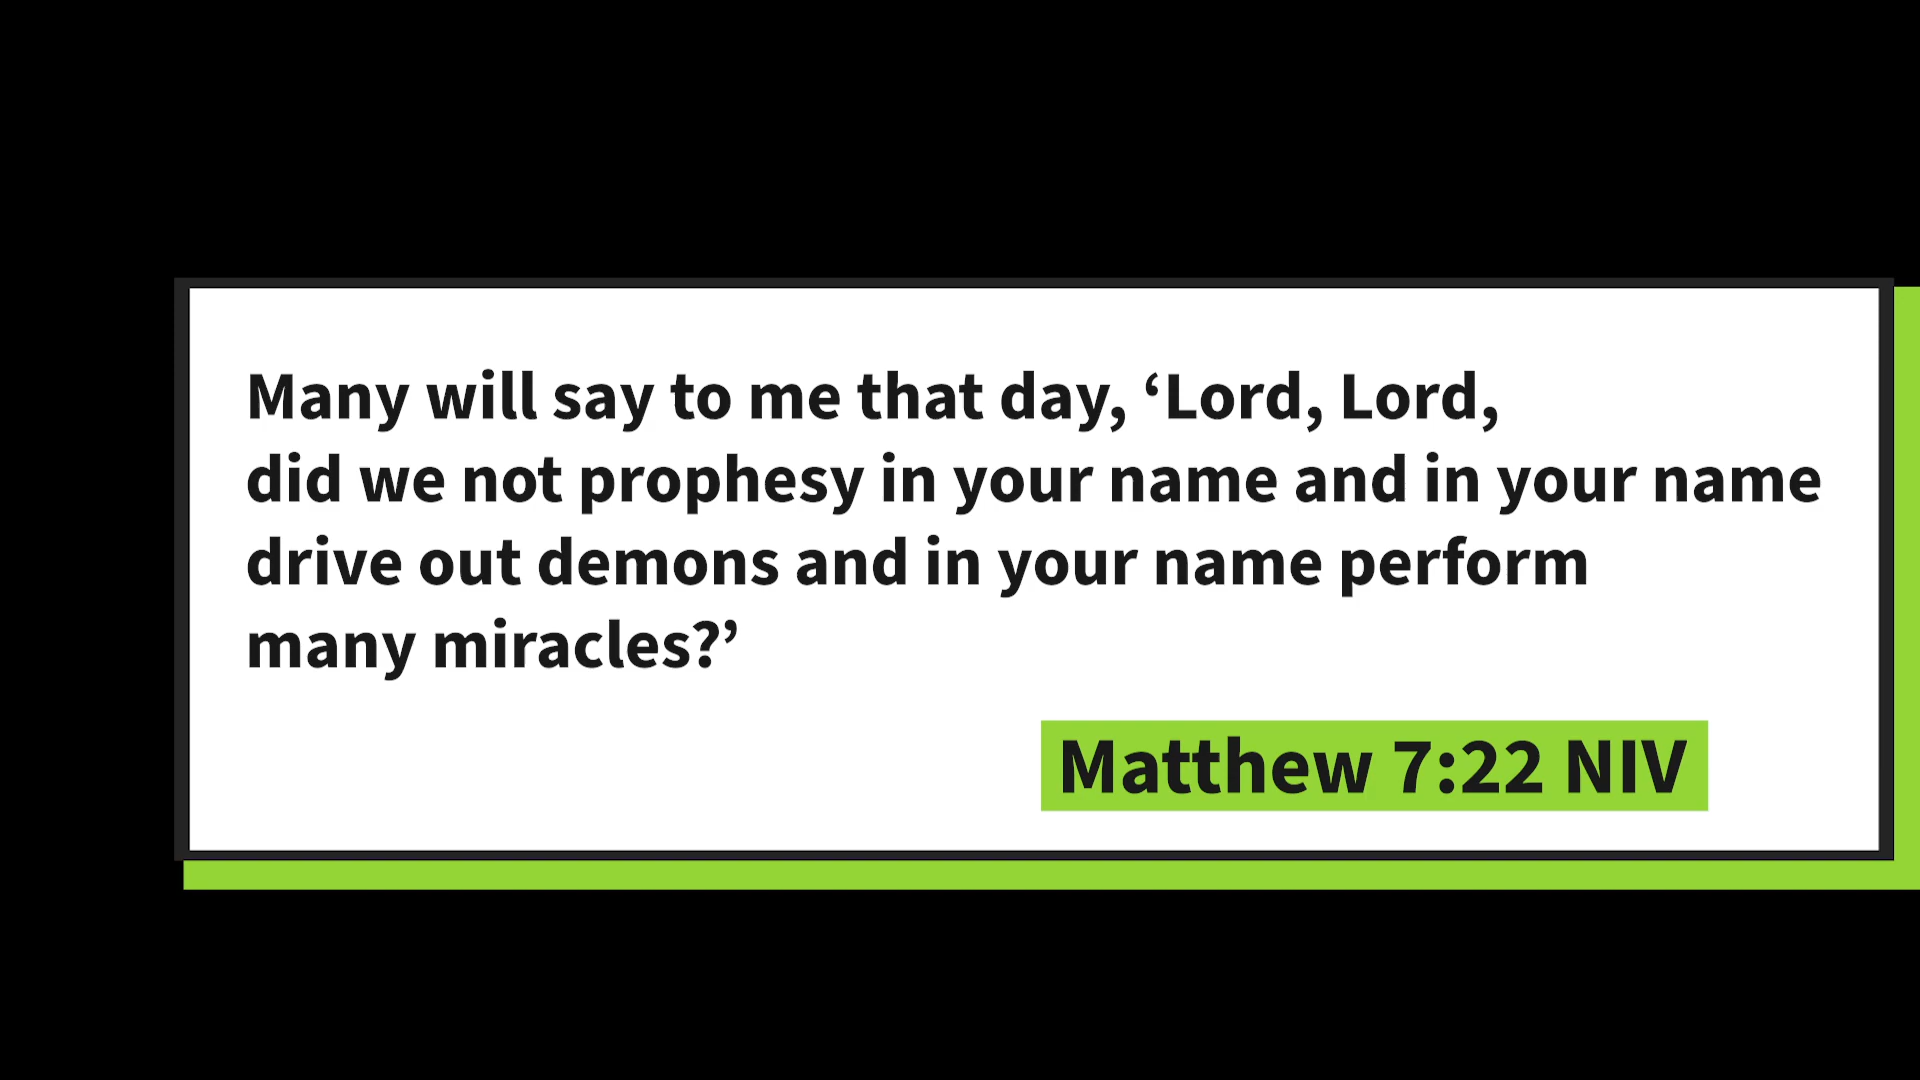 Many will say to me that day, ‘Lord, Lord,
did we not prophesy in your name and in your name
drive out demons and in your name perform
many miracles?’
Matthew 7:22 NIV